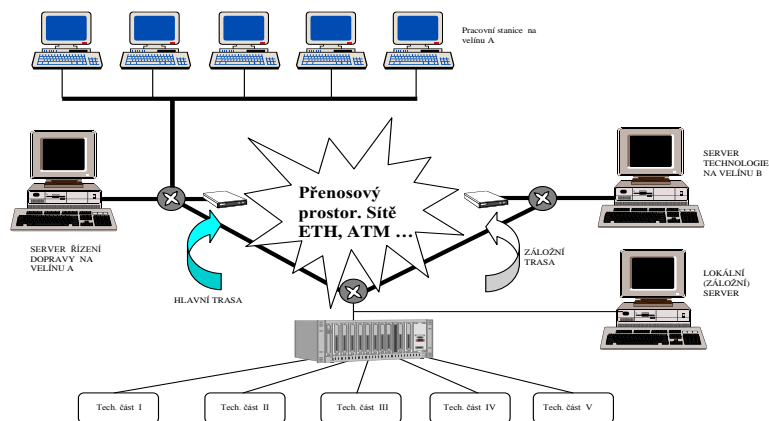 Pracovní stanice na
velínu A
SERVER
TECHNOLOGIE
NA VELÍNU B
Přenosový
prostor. Sítě
ETH, ATM ...
SERVER ŘÍZENÍ
DOPRAVY NA
VELÍNU A
ZÁLOŽNÍ
TRASA
LOKÁLNÍ
(ZÁLOŽNÍ)
SERVER
HLAVNÍ TRASA
Tech. část I
Tech. část II
Tech. část III
Tech. část IV
Tech. část V